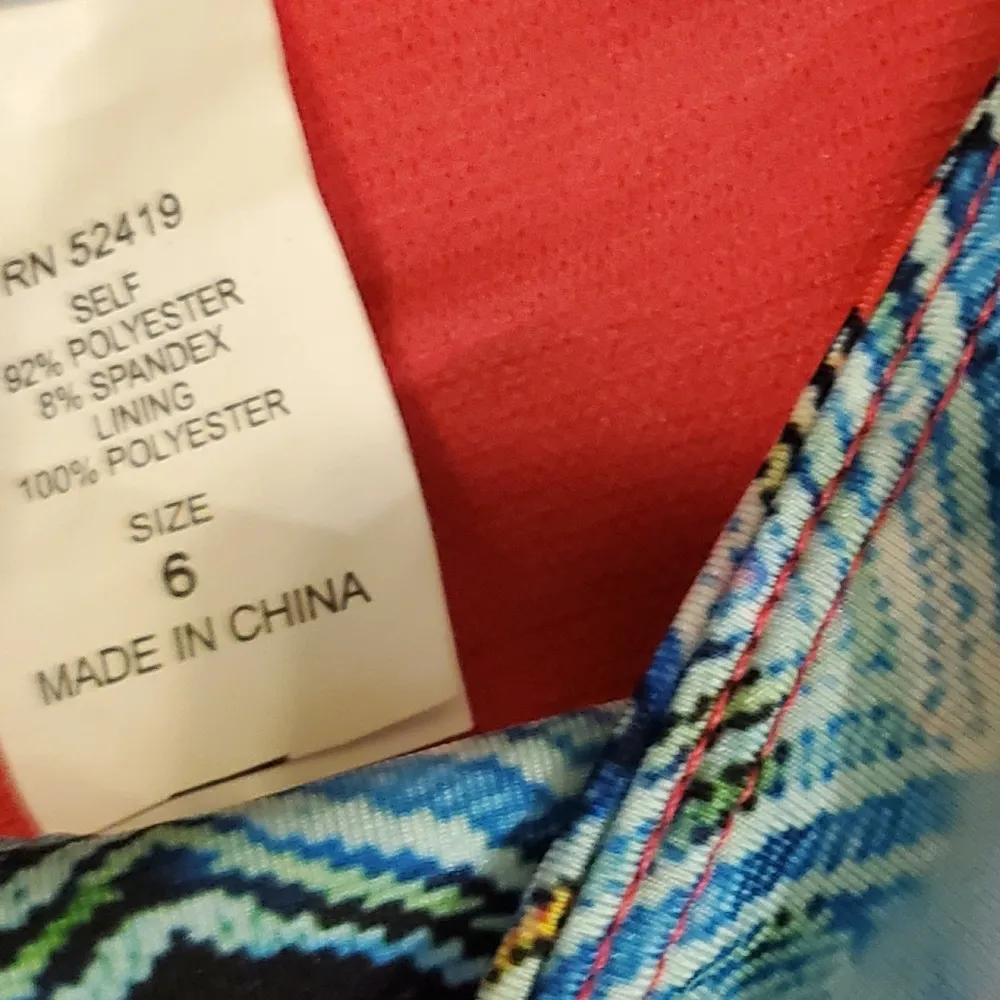 RN 52419
SELF
92% POLYESTER
8% SPANDEX
LINING
100% POLYESTER
SIZE
6
MADE IN CHINA